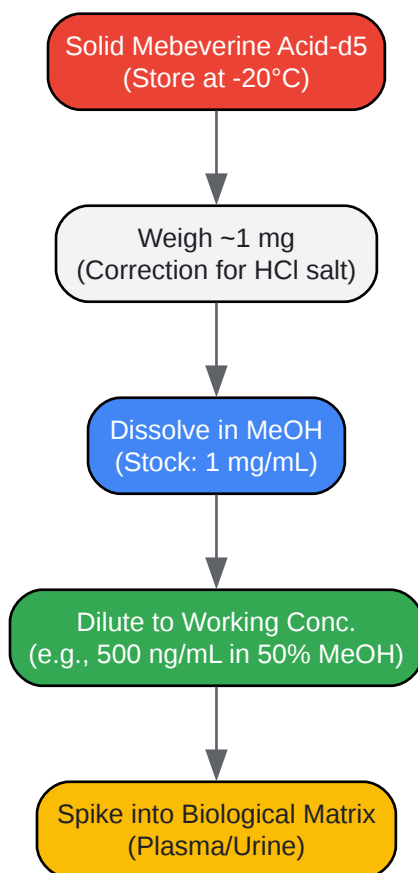 Solid Mebeverine Acid-d5
(Store at -20°C)
Weigh ~1 mg
(Correction for HCl salt)
Dissolve in MeOH
(Stock: 1 mg/mL)
Dilute to Working Conc.
(e.g., 500 ng/mL in 50% MeOH)
Spike into Biological Matrix
(Plasma/Urine)